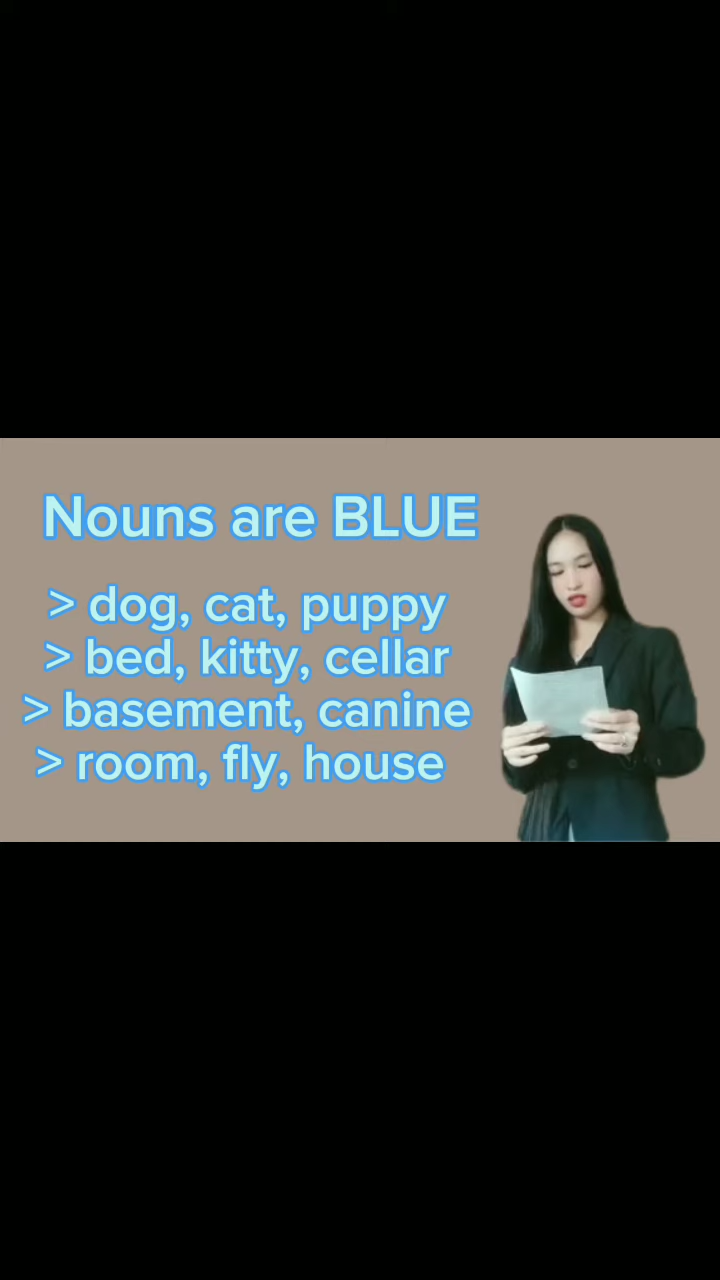 Nouns are BLUE
> dog, cat, puppy
> bed, kitty, cellar
> basement, canine
> room, fly, house